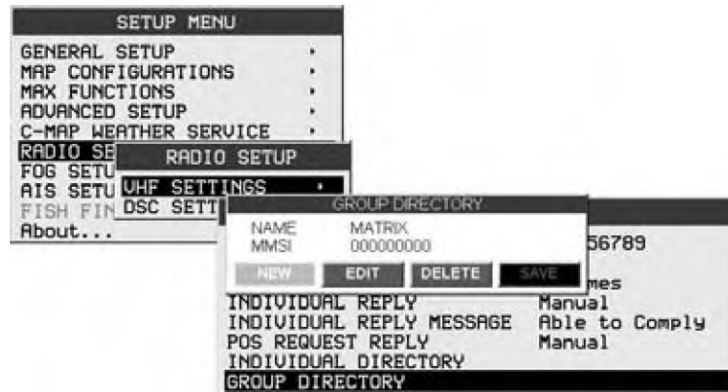 SETUP MENU
GENERAL SETUP
MAP CONFIGURATIONS
MAX FUNCTIONS
ADVANCED SETUP
C-MAP WEATHER SERVICE
RADIO SE
FOG SETU
AIS SETU
FISH FIN
About...
RADIO SETUP
VHF SETTINGS
DSC SETT
GROUP DIRECTORY
NAME MATRIX
MMSI 000000000
NEW EDIT DELETE SAVE
56789
mes
INDIVIDUAL REPLY Manual
INDIVIDUAL REPLY MESSAGE Able to Comply
POS REQUEST REPLY Manual
INDIVIDUAL DIRECTORY
GROUP DIRECTORY